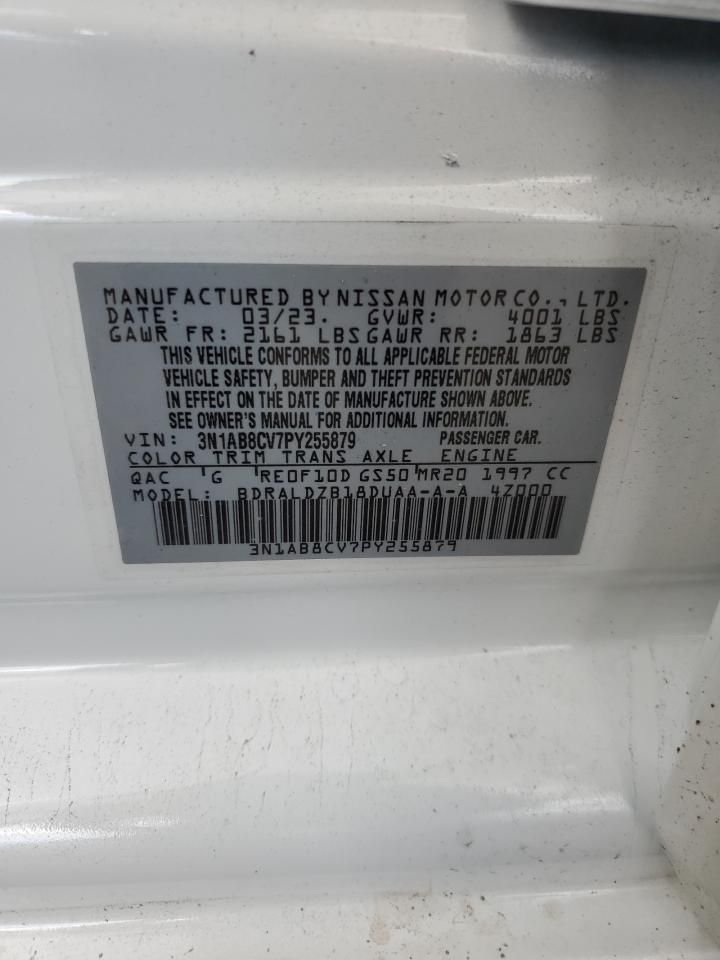 MANUFACTURED BY NISSAN MOTOR CO., LTD.
DATE: 03/23. GVWR: 4001 LBS
GAWR FR: 2161 LBS GAWR RR: 1863 LBS
THIS VEHICLE CONFORMS TO ALL APPLICABLE FEDERAL MOTOR
VEHICLE SAFETY, BUMPER AND THEFT PREVENTION STANDARDS
IN EFFECT ON THE DATE OF MANUFACTURE SHOWN ABOVE.
SEE OWNER'S MANUAL FOR ADDITIONAL INFORMATION.
VIN: 3N1AB8CV7PY255879 PASSENGER CAR.
COLOR TRIM TRANS AXLE ENGINE
QAC G RE0F10D GS50 MR20 1997 CC
MODEL: BDRALDZB18DUAA-A-A 4Z000
3N1AB8CV7PY255879